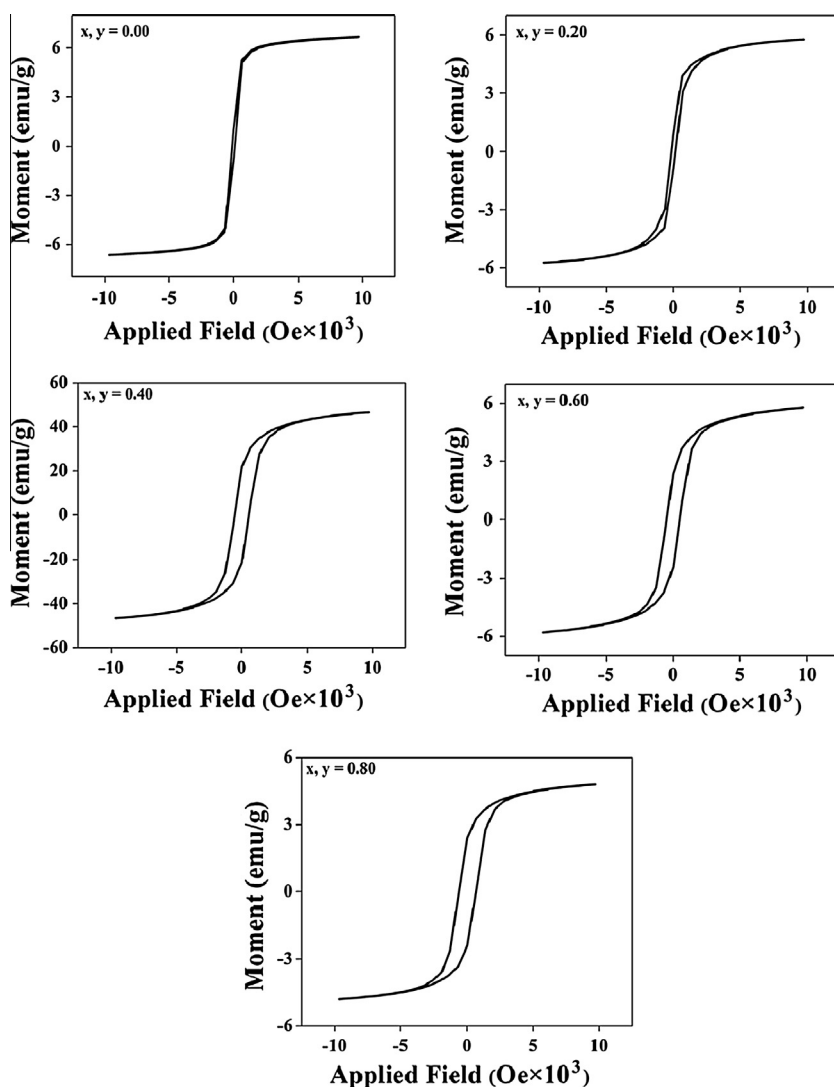 x, y = 0.00
Moment (emu/g)
6
3
0
-3
-6
-10 -5 0 5 10
Applied Field (Oe×10³)
x, y = 0.20
Moment (emu/g)
6
3
0
-3
-6
-10 -5 0 5 10
Applied Field (Oe×10³)
x, y = 0.40
Moment (emu/g)
60
40
20
0
-20
-40
-60
-10 -5 0 5 10
Applied Field (Oe×10³)
x, y = 0.60
Moment (emu/g)
6
3
0
-3
-6
-10 -5 0 5 10
Applied Field (Oe×10³)
x, y = 0.80
Moment (emu/g)
6
3
0
-3
-6
-10 -5 0 5 10
Applied Field (Oe×10³)